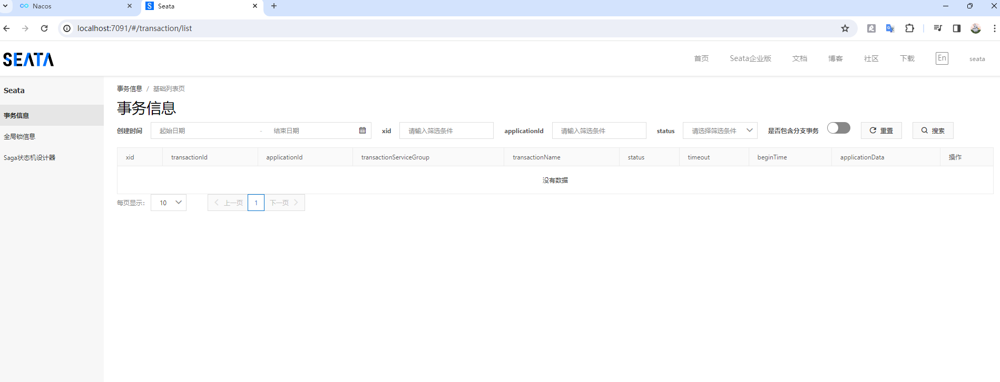 Nacos
Seata
localhost:7091/#/transaction/list
SEATA
首页 Seata企业版 文档 博客 社区 下载 En seata
Seata
事务信息
全局锁信息
Saga状态机设计器
事务信息 / 基础列表页
事务信息
创建时间 起始日期 - 结束日期 xid 请输入筛选条件 applicationId 请输入筛选条件 status 请选择筛选条件 是否包含分支事务 重置 搜索
xid transactionId applicationId transactionServiceGroup transactionName status timeout beginTime applicationData 操作
没有数据
每页显示: 10 上一页 1 下一页